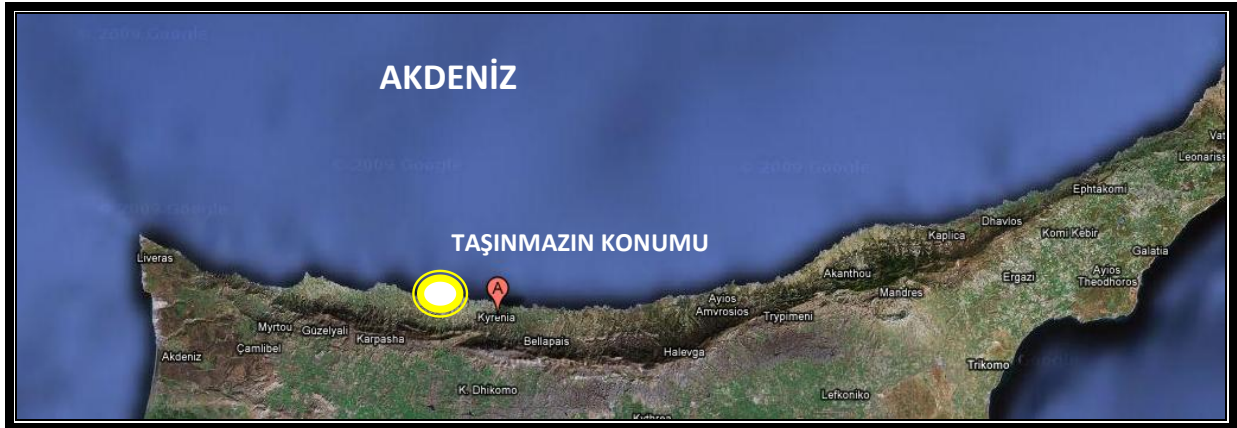 © 2009 Google
AKDENİZ
© 2009 Google
© 2009 Google
Vat
Leonariss
Ephtakomi
© 2009 Google
Dhavlos
Kaplica
Komi Kebir
TAŞINMAZIN KONUMU
Galatia
Liveras
Akanthou
Ergazi
Ayios
Theodhoros
A
Mandres
Ayios
Amvrosios
Trypimeni
Kyrenia
Myrtou
Güzelyali
Karpasha
Bellapais
Çamlibel
Halevga
Akdeniz
Trikomo
K. Dhikomo
Lefkoniko
Kythrea